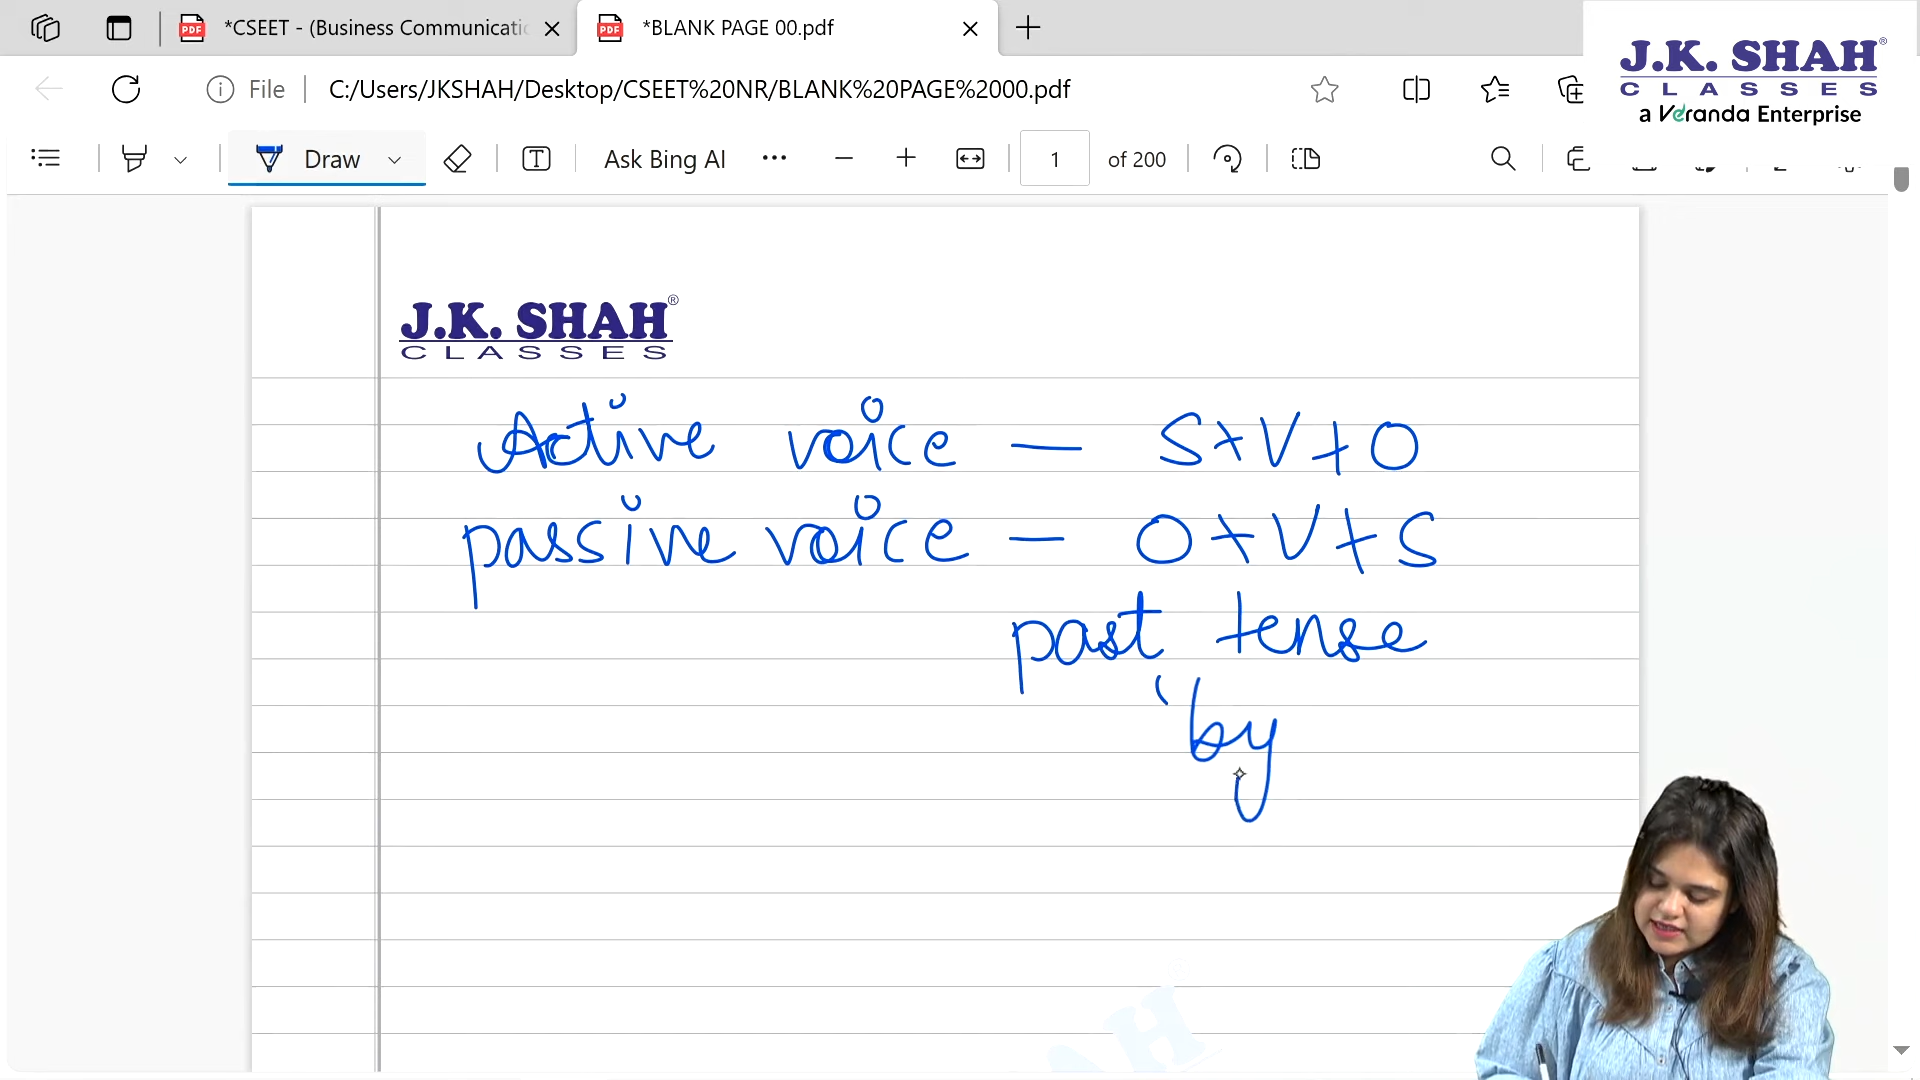 *CSEET - (Business Communicatic
*BLANK PAGE 00.pdf
J.K. SHAH®
CLASSES
a Veranda Enterprise
File
C:/Users/JKSHAH/Desktop/CSEET%20NR/BLANK%20PAGE%2000.pdf
Draw
Ask Bing AI
1 of 200
J.K. SHAH®
CLASSES
Active voice — S+V+O
passive voice — O+V+S
past tense
'by